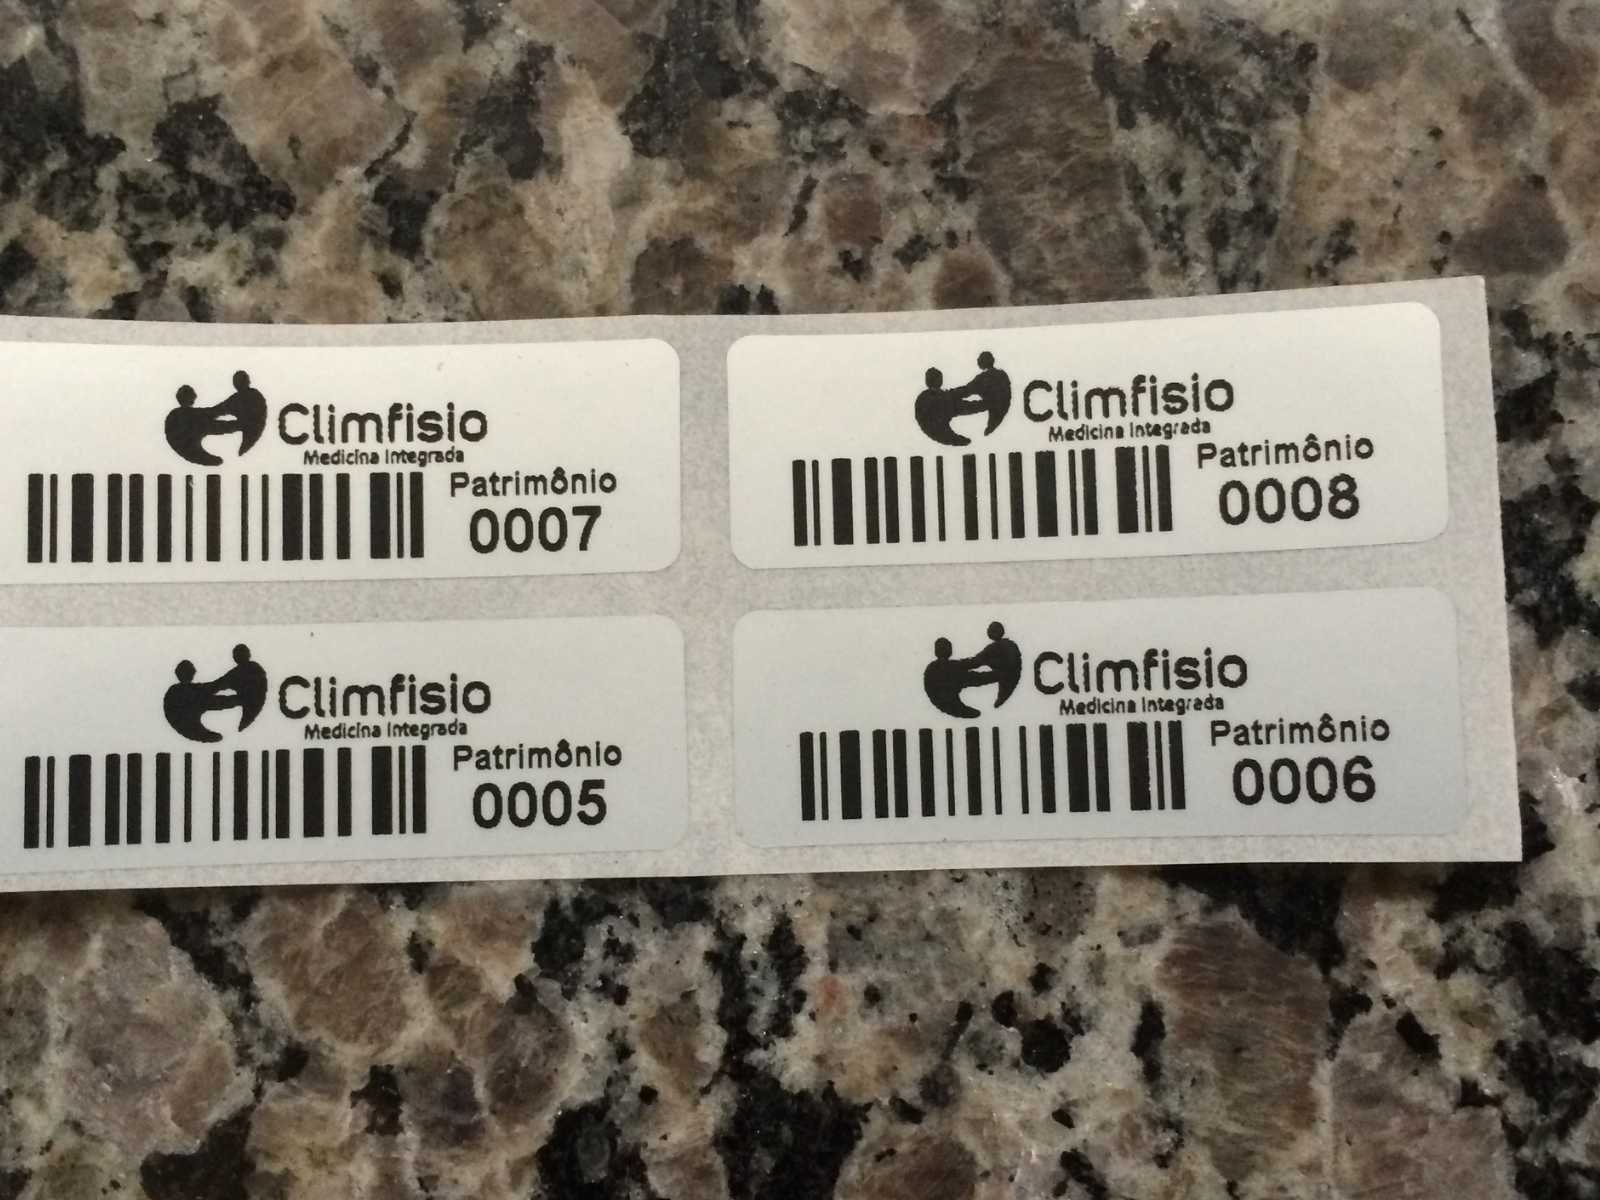 Climfisio
Medicina Integrada
Patrimônio
0007
Climfisio
Medicina Integrada
Patrimônio
0008
Climfisio
Medicina Integrada
Patrimônio
0005
Climfisio
Medicina Integrada
Patrimônio
0006